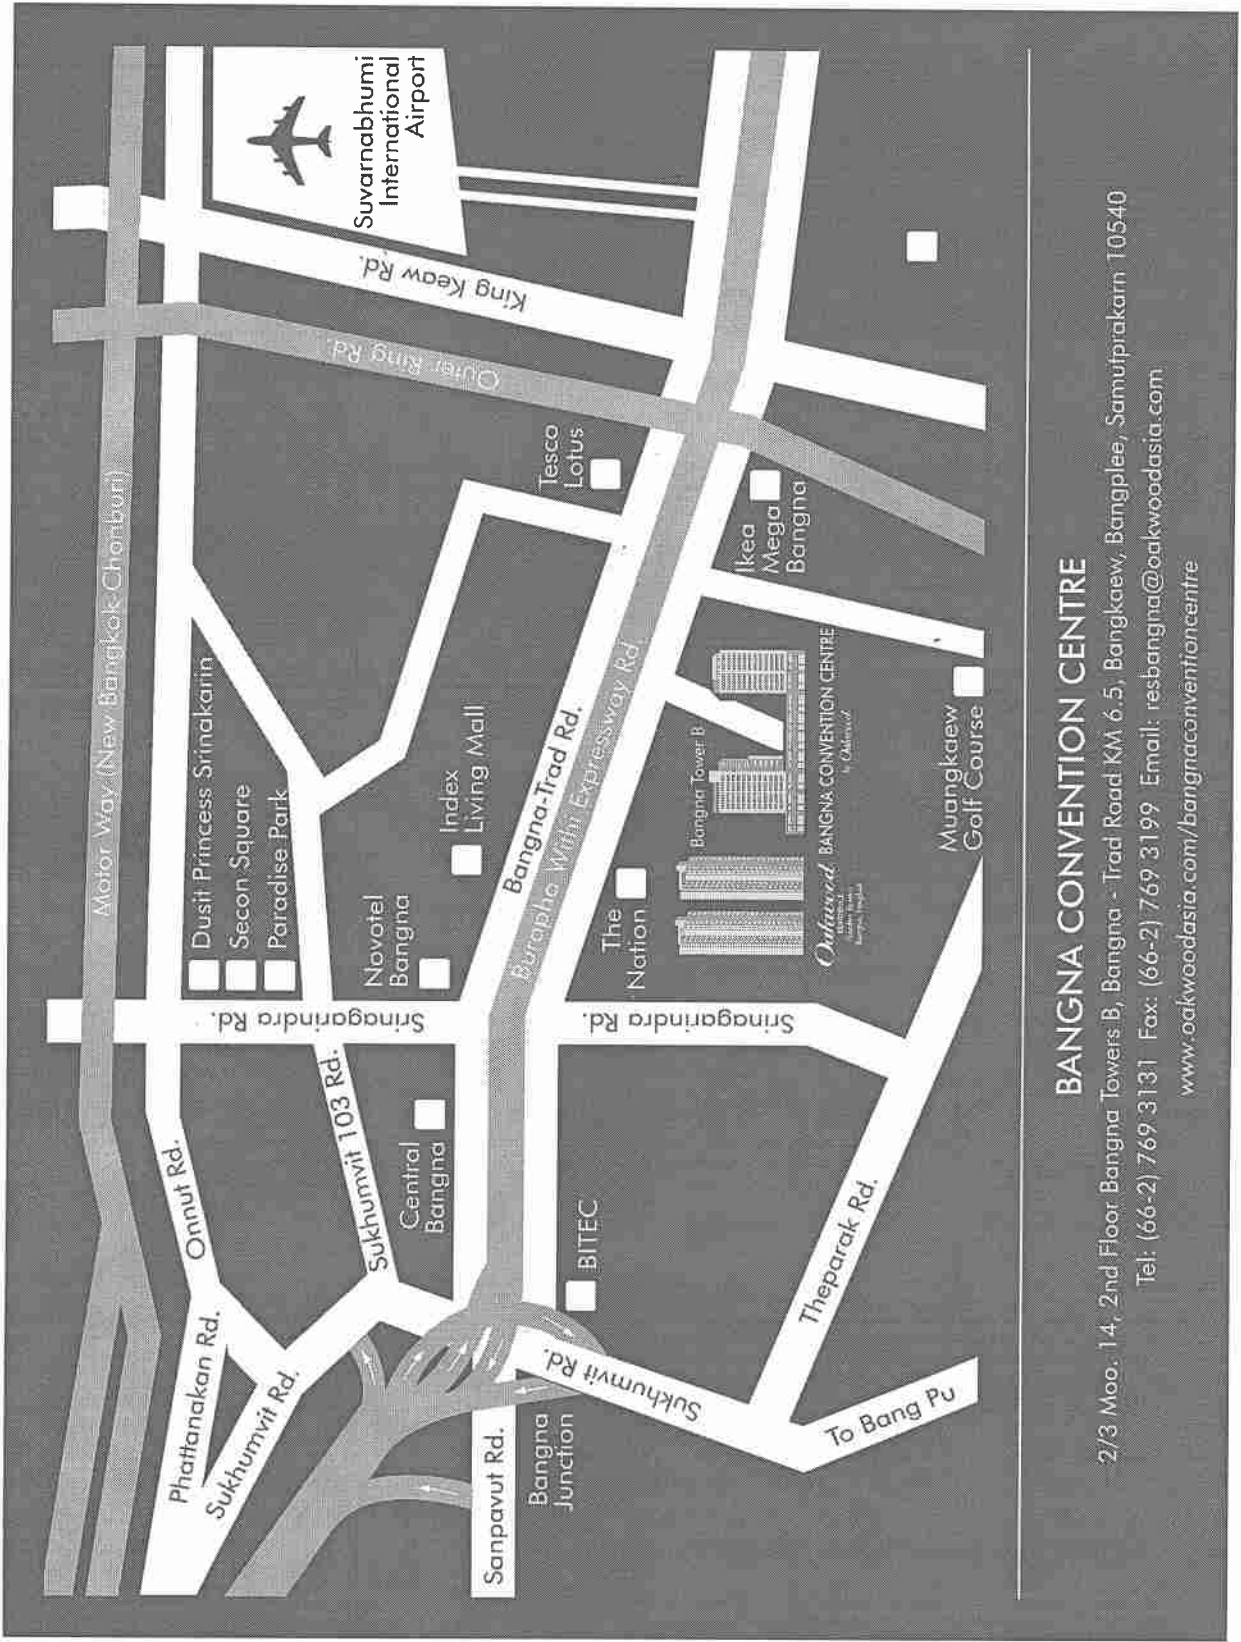 Motor Way (New Bangkok-Chonburi)
Onnut Rd.
Phattanakan Rd.
Sukhumvit Rd.
Dusit Princess Srinakarin
Secon Square
Paradise Park
Srinagarindra Rd.
Sukhumvit 103 Rd.
Outer Ring Rd.
King Keaw Rd.
Suvarnabhumi
International
Airport
Novotel
Bangna
Central
Bangna
Index
Living Mall
Tesco
Lotus
Bangna-Trad Rd.
Burapha Withi Expressway Rd.
Sanpavut Rd.
Bangna
Junction
BITEC
Sukhumvit Rd.
The
Nation
Srinagarindra Rd.
Bangna Tower B
Oakwood
BANGNA CONVENTION CENTRE
by Oakwood
Ikea
Mega
Bangna
Theparak Rd.
To Bang Pu
Muangkaew
Golf Course
BANGNA CONVENTION CENTRE
2/3 Moo. 14, 2nd Floor Bangna Towers B, Bangna - Trad Road KM 6.5, Bangkaew, Bangplee, Samutprakarn 10540
Tel: (66-2) 769 3131 Fax: (66-2) 769 3199 Email: resbangna@oakwoodasia.com
www.oakwoodasia.com/bangnaconventioncentre